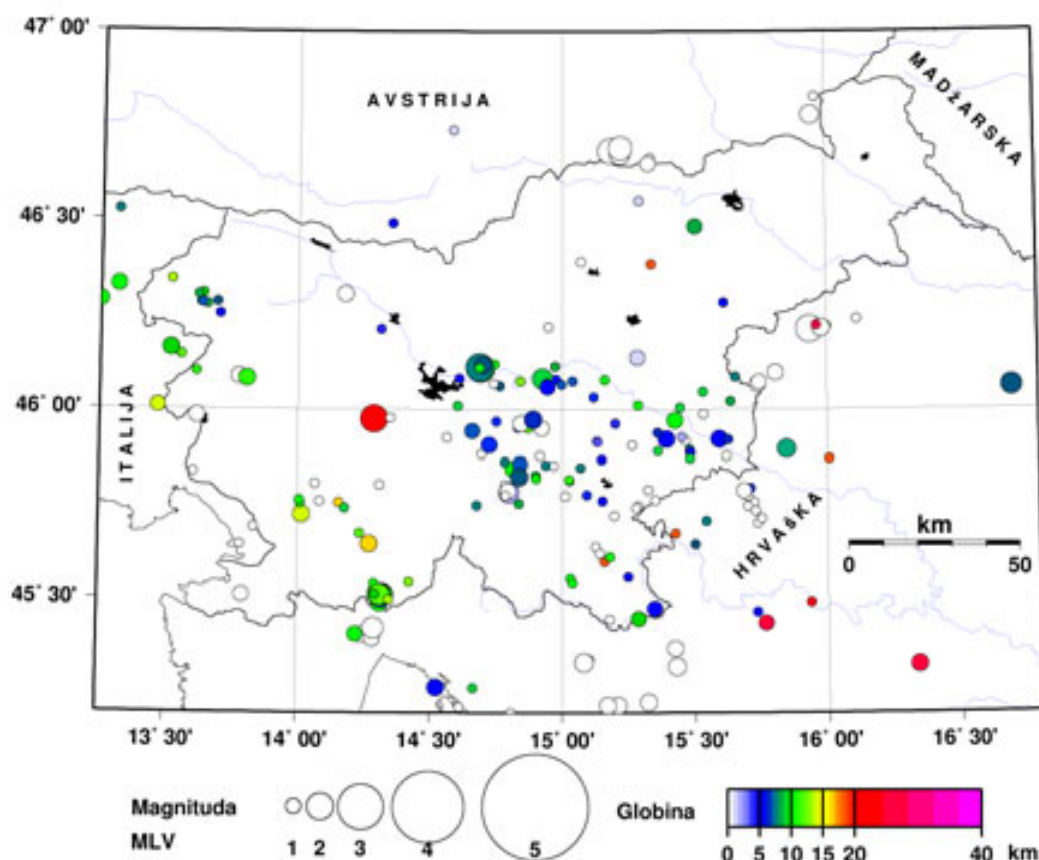 47° 00'
AVSTRIJA
MADŽARSKA
46° 30'
46° 00'
ITALIJA
HRVAšKA
km
0 50
45° 30'
13° 30' 14° 00' 14° 30' 15° 00' 15° 30' 16° 00' 16° 30'
Magnituda
MLV
1 2 3 4 5
Globina
0 5 10 15 20 40 km